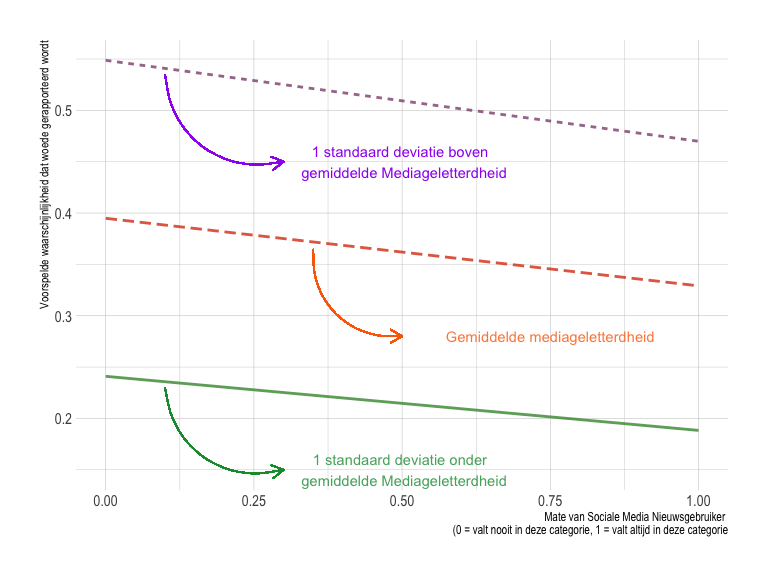 Voorspelde waarschijnlijkheid dat woede gerapporteerd wordt
0.5
0.4
0.3
0.2
1 standaard deviatie boven
gemiddelde Mediageletterdheid
Gemiddelde mediageletterdheid
1 standaard deviatie onder
gemiddelde Mediageletterdheid
0.00 0.25 0.50 0.75 1.00
Mate van Sociale Media Nieuwsgebruiker
(0 = valt nooit in deze categorie, 1 = valt altijd in deze categorie